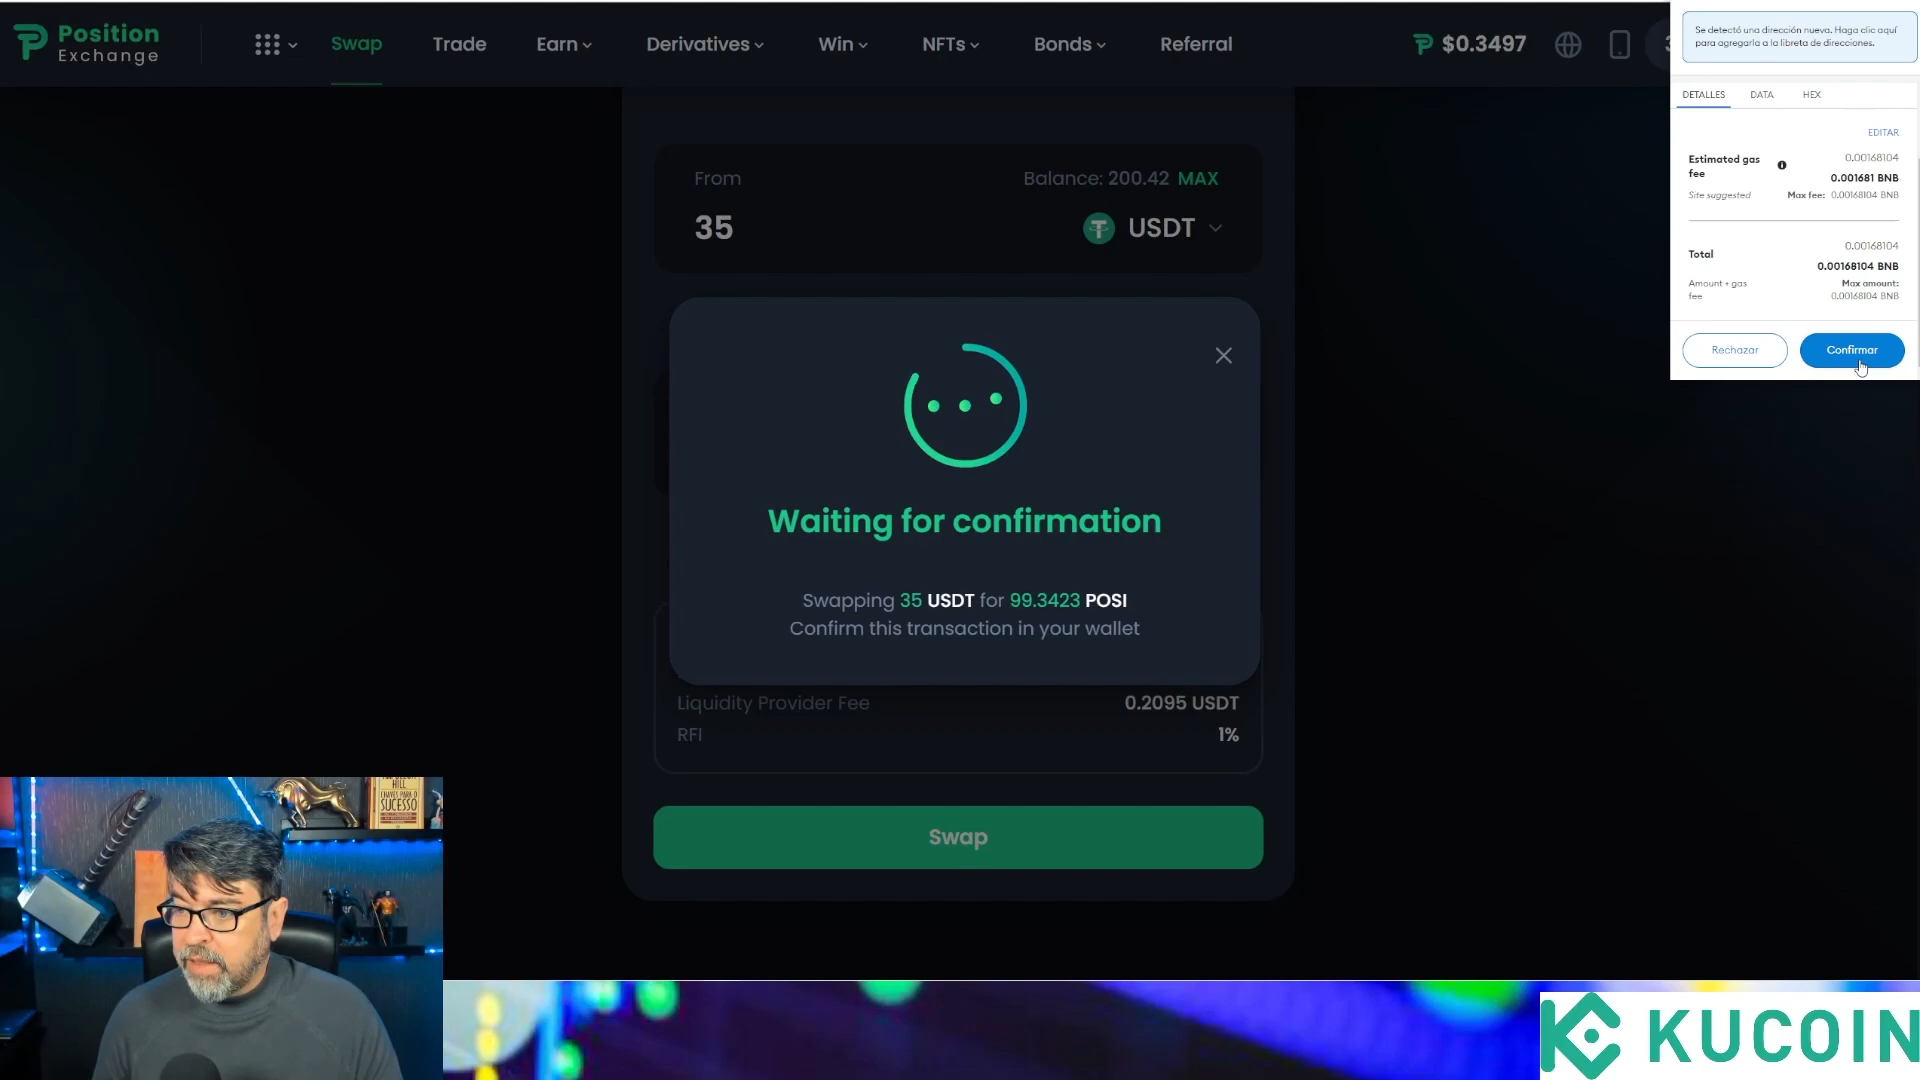 Position
Exchange
Swap
Trade
Earn
Derivatives
Win
NFTs
Bonds
Referral
$0.3497
Se detectó una dirección nueva. Haga clic aquí
para agregarla a la libreta de direcciones.
DETALLES
DATA
HEX
EDITAR
Estimated gas
fee
0.00168104
0.001681 BNB
Site suggested
Max fee: 0.00168104 BNB
Total
0.00168104
0.00168104 BNB
Amount + gas
fee
Max amount:
0.00168104 BNB
Rechazar
Confirmar
From
Balance: 200.42 MAX
35
USDT
Waiting for confirmation
Swapping 35 USDT for 99.3423 POSI
Confirm this transaction in your wallet
Liquidity Provider Fee
0.2095 USDT
RFI
1%
Swap
HILL
CHAVES PARA O
SUCESSO
KUCOIN